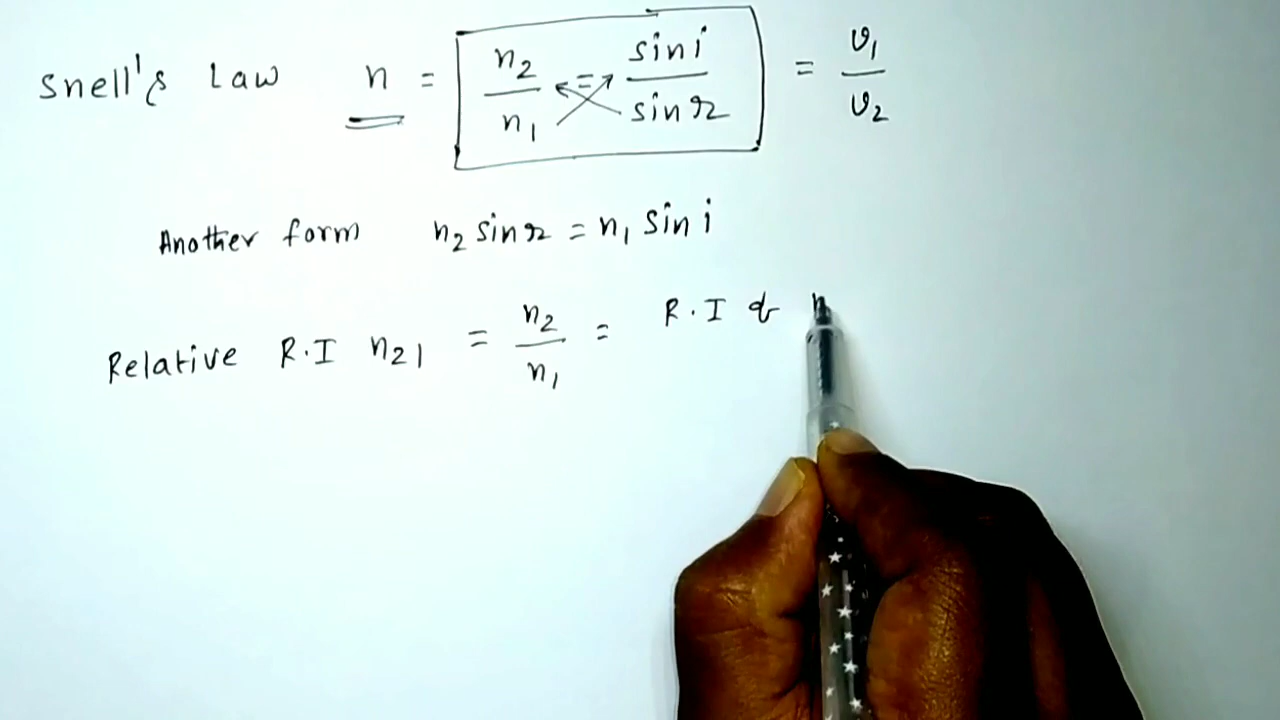 Snell's Law n = n2/n1 = sin i/sin r = v1/v2
Another form n2 sin r = n1 sin i
Relative R.I n21 = n2/n1 = R.I of